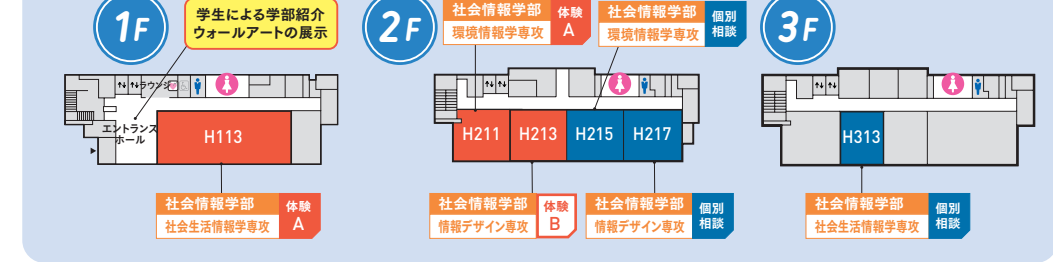 1F
学生による学部紹介
ウォールアートの展示
ラウンジ
エントランス
ホール
H113
社会情報学部
社会生活情報学専攻
体験
A
2F
社会情報学部
環境情報学専攻
体験
A
社会情報学部
環境情報学専攻
個別
相談
H211
H213
H215
H217
社会情報学部
情報デザイン専攻
体験
B
社会情報学部
情報デザイン専攻
個別
相談
3F
H313
社会情報学部
社会生活情報学専攻
個別
相談